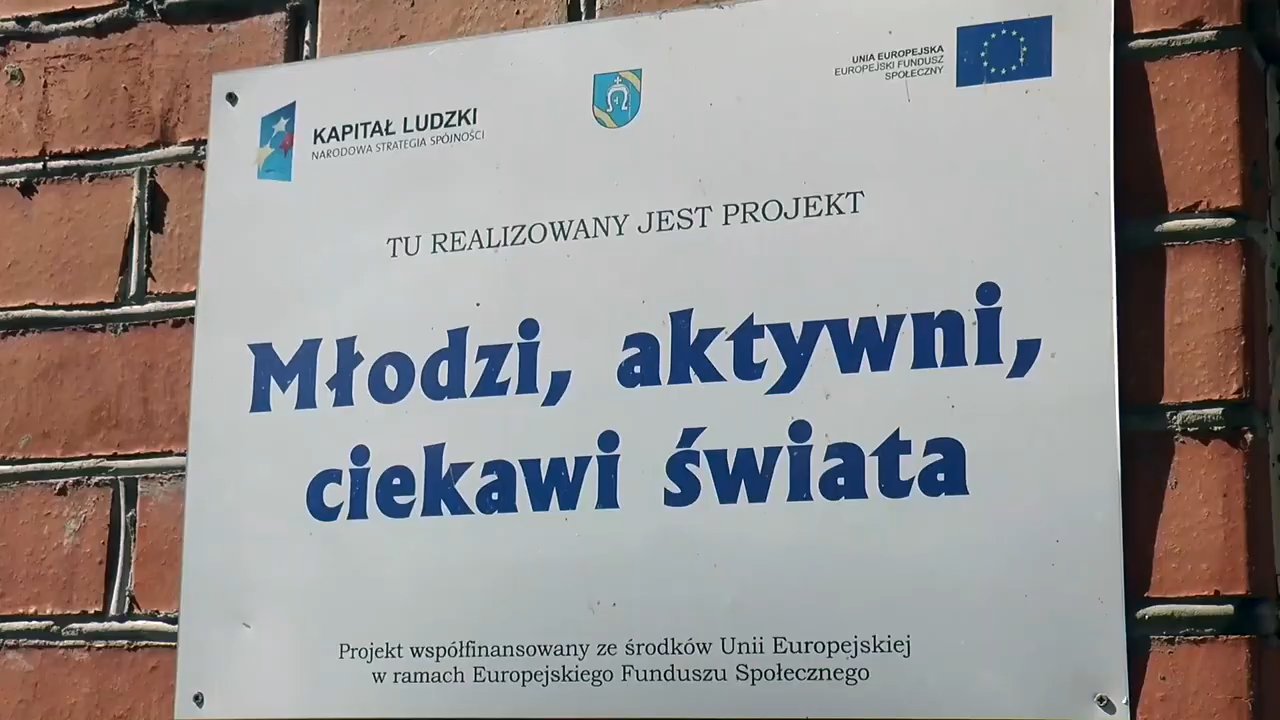 KAPITAŁ LUDZKI
NARODOWA STRATEGIA SPÓJNOŚCI
UNIA EUROPEJSKA
EUROPEJSKI FUNDUSZ
SPOŁECZNY
TU REALIZOWANY JEST PROJEKT
Młodzi, aktywni,
ciekawi świata
Projekt współfinansowany ze środków Unii Europejskiej
w ramach Europejskiego Funduszu Społecznego